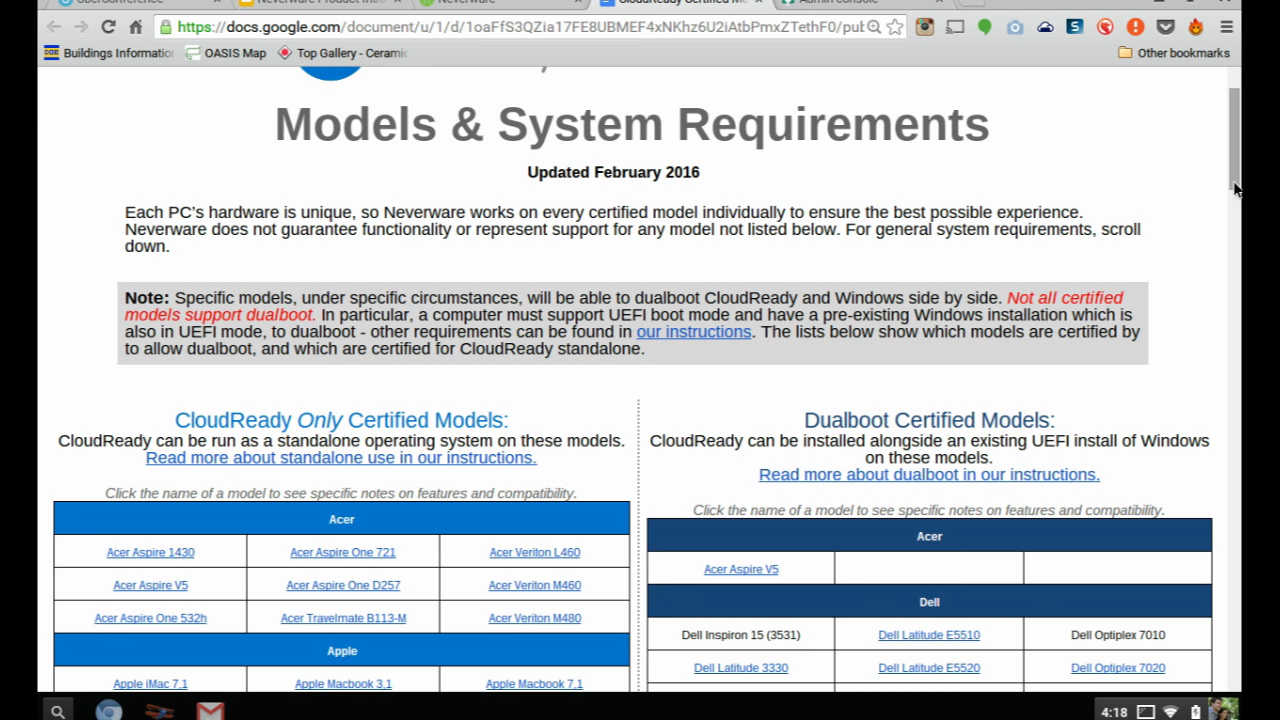 Neverware Product Intro
Neverware
CloudReady Certified M
Admin console
https://docs.google.com/document/u/1/d/1oaFfS3QZia17FE8UBMEF4xNKhz6U2iAtbPmxZTethF0/pub
Buildings Informatio
OASIS Map
Top Gallery - Cerami
Other bookmarks
Models & System Requirements
Updated February 2016
Each PC's hardware is unique, so Neverware works on every certified model individually to ensure the best possible experience.
Neverware does not guarantee functionality or represent support for any model not listed below. For general system requirements, scroll
down.
Note: Specific models, under specific circumstances, will be able to dualboot CloudReady and Windows side by side. Not all certified
models support dualboot. In particular, a computer must support UEFI boot mode and have a pre-existing Windows installation which is
also in UEFI mode, to dualboot - other requirements can be found in our instructions. The lists below show which models are certified by
to allow dualboot, and which are certified for CloudReady standalone.
CloudReady Only Certified Models:
CloudReady can be run as a standalone operating system on these models.
Read more about standalone use in our instructions.
Click the name of a model to see specific notes on features and compatibility.
Acer
Acer Aspire 1430 Acer Aspire One 721 Acer Veriton L460
Acer Aspire V5 Acer Aspire One D257 Acer Veriton M460
Acer Aspire One 532h Acer Travelmate B113-M Acer Veriton M480
Apple
Apple iMac 7,1 Apple Macbook 3,1 Apple Macbook 7,1
Dualboot Certified Models:
CloudReady can be installed alongside an existing UEFI install of Windows
on these models.
Read more about dualboot in our instructions.
Click the name of a model to see specific notes on features and compatibility.
Acer
Acer Aspire V5
Dell
Dell Inspiron 15 (3531) Dell Latitude E5510 Dell Optiplex 7010
Dell Latitude 3330 Dell Latitude E5520 Dell Optiplex 7020
4:18